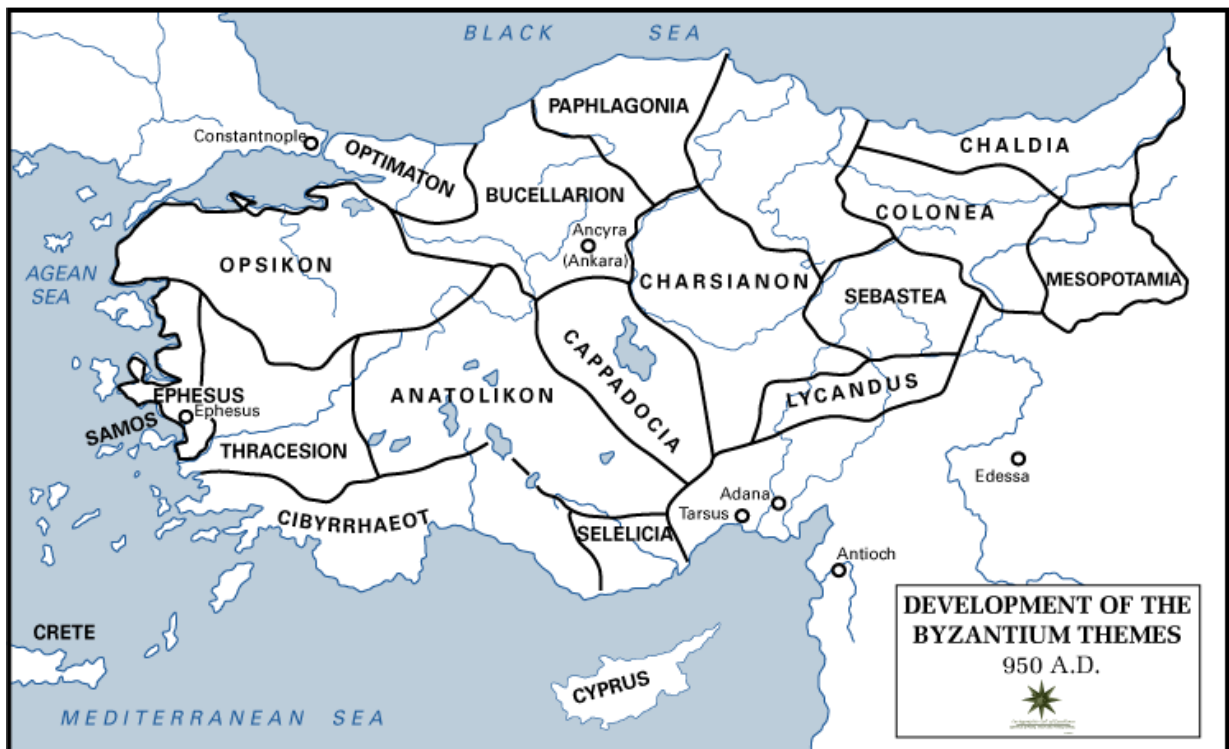 BLACK SEA
PAPHLAGONIA
Constantnople
OPTIMATON
CHALDIA
BUCELLARION
COLONEA
Ancyra
(Ankara)
AGEAN
SEA
OPSIKON
CHARSIANON
SEBASTEA
MESOPOTAMIA
CAPPADOCIA
EPHESUS
Ephesus
SAMOS
ANATOLIKON
LYCANDUS
THRACESION
Edessa
Adana
Tarsus
CIBYRRHAEOT
SELELICIA
Antioch
CRETE
CYPRUS
MEDITERRANEAN SEA
DEVELOPMENT OF THE
BYZANTIUM THEMES
950 A.D.